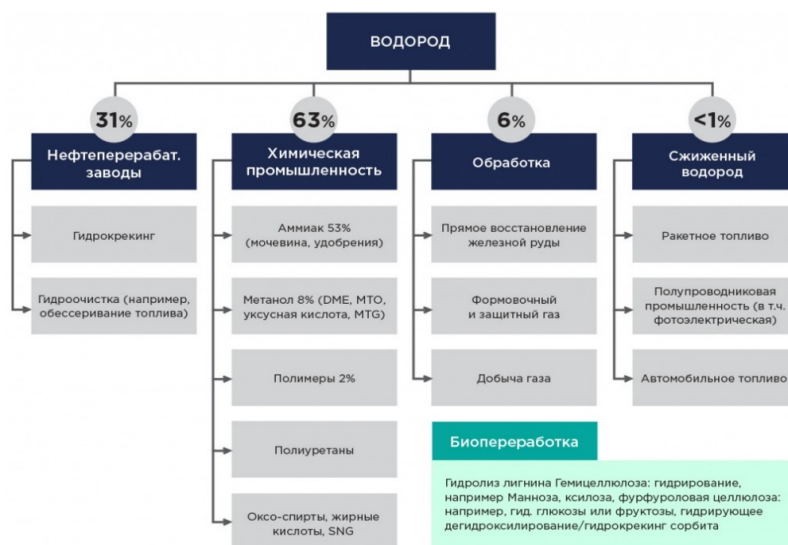 ВОДОРОД
31%
Нефтеперерабат.
заводы
Гидрокрекинг
Гидроочистка (например,
обессеривание топлива)
63%
Химическая
промышленность
Аммиак 53%
(мочевина, удобрения)
Метанол 8% (DME, MTO,
уксусная кислота, MTG)
Полимеры 2%
Полиуретаны
Оксо-спирты, жирные
кислоты, SNG
6%
Обработка
Прямое восстановление
железной руды
Формовочный
и защитный газ
Добыча газа
<1%
Сжиженный
водород
Ракетное топливо
Полупроводниковая
промышленность (в т.ч.
фотоэлектрическая)
Автомобильное топливо
Биопереработка
Гидролиз лигнина Гемицеллюлоза: гидрирование,
например Манноза, ксилоза, фурфуроловая целлюлоза:
например, гид. глюкозы или фруктозы, гидрирующее
дегидроксилирование/гидрокрекинг сорбита